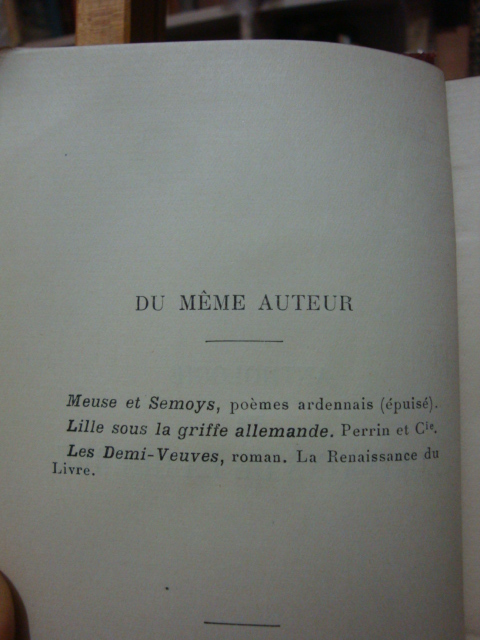 DU MÊME AUTEUR
Meuse et Semoys, poèmes ardennais (épuisé).
Lille sous la griffe allemande. Perrin et Cie.
Les Demi-Veuves, roman. La Renaissance du
Livre.